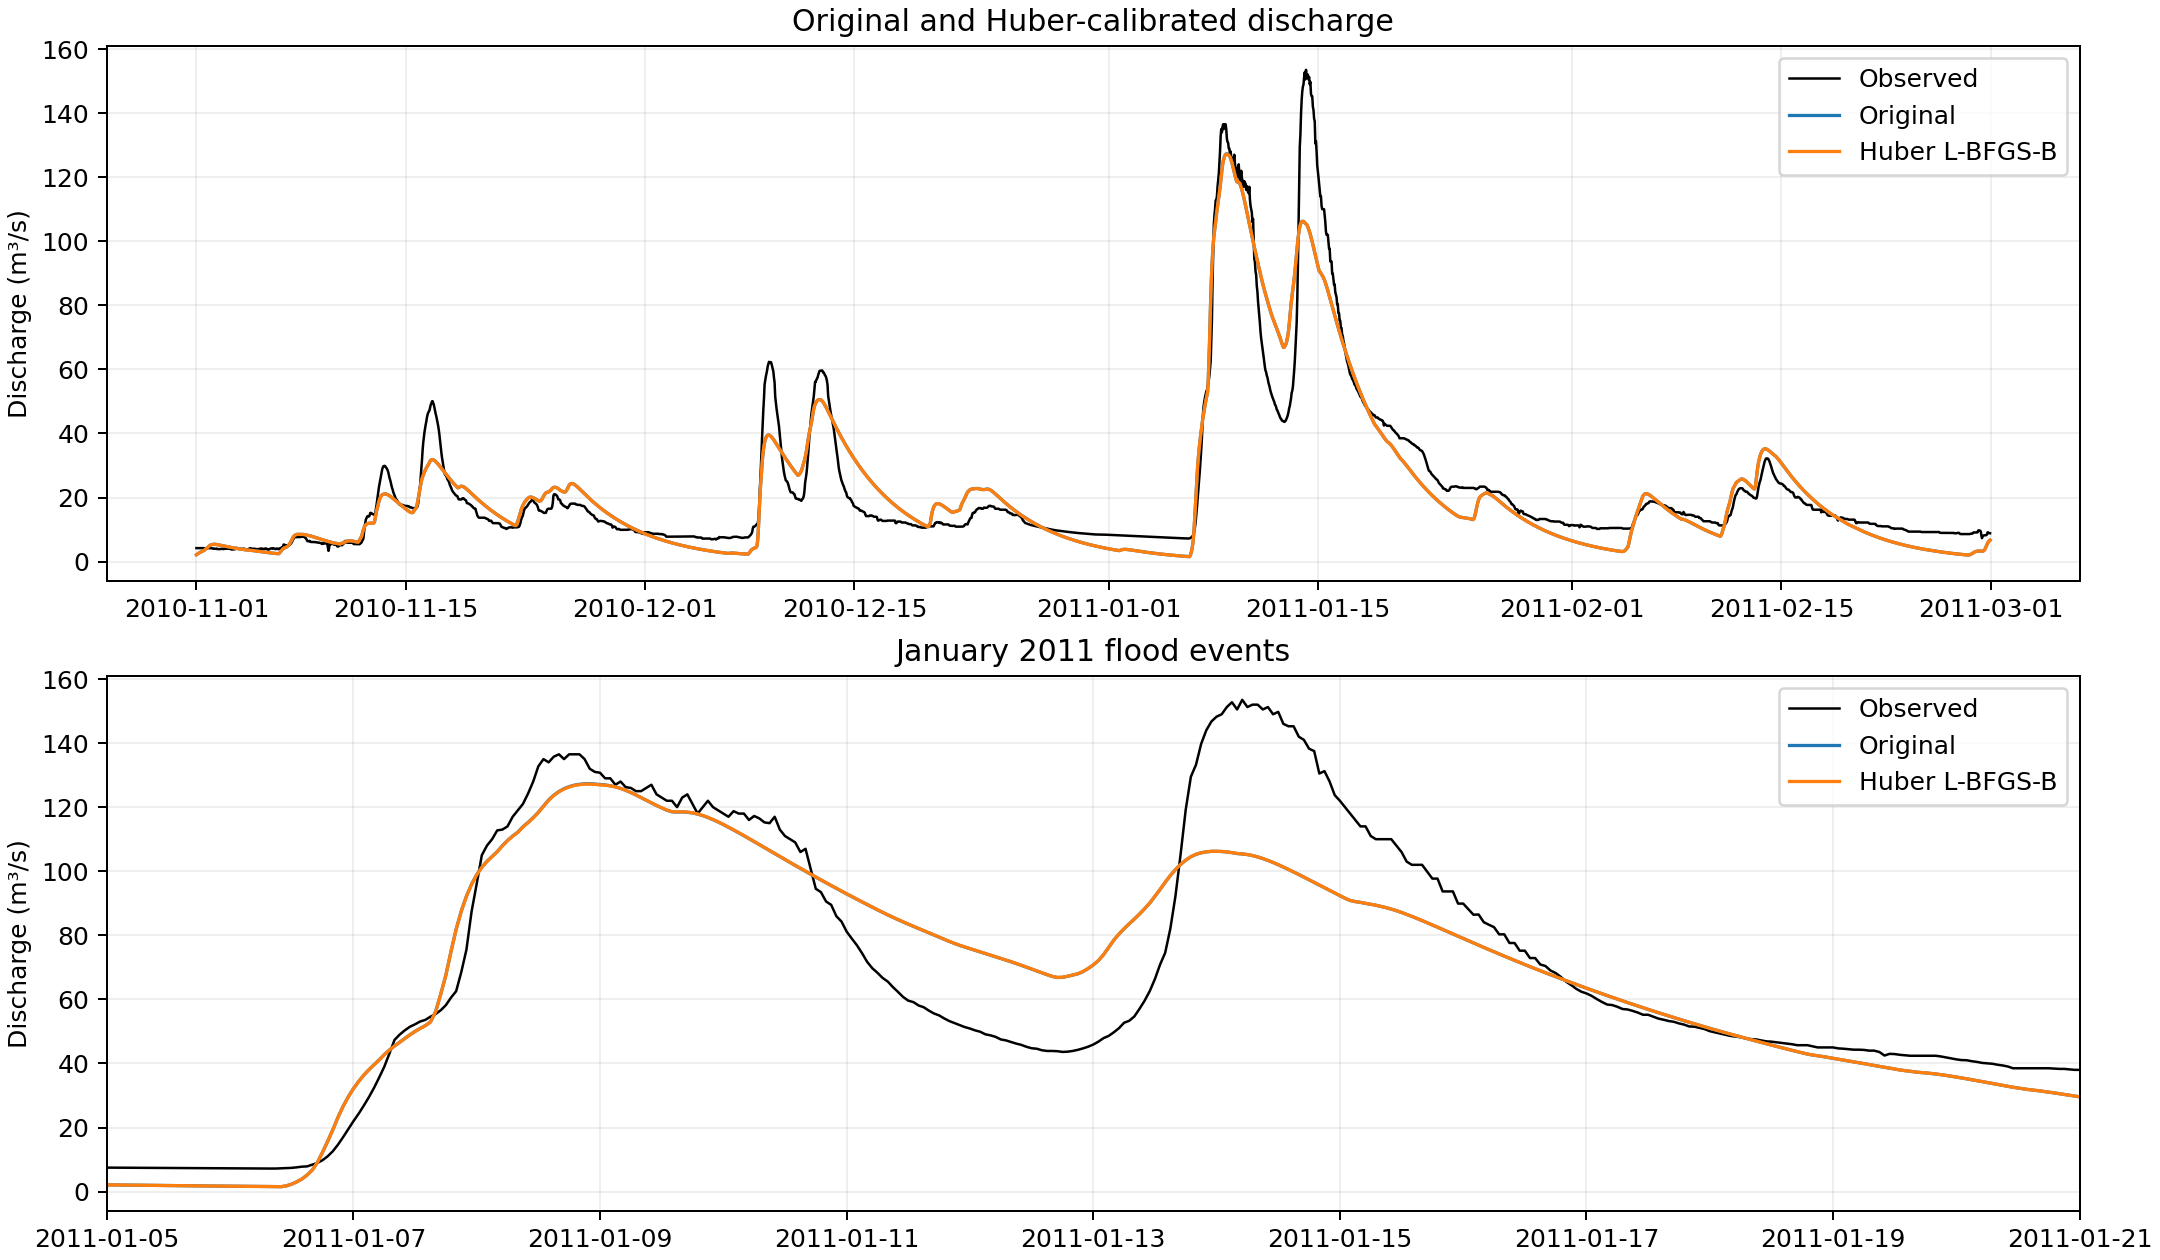 Original and Huber-calibrated discharge
Discharge (m³/s)
160
140
120
100
80
60
40
20
0
Observed
Original
Huber L-BFGS-B
2010-11-01 2010-11-15 2010-12-01 2010-12-15 2011-01-01 2011-01-15 2011-02-01 2011-02-15 2011-03-01
January 2011 flood events
Discharge (m³/s)
160
140
120
100
80
60
40
20
0
Observed
Original
Huber L-BFGS-B
2011-01-05 2011-01-07 2011-01-09 2011-01-11 2011-01-13 2011-01-15 2011-01-17 2011-01-19 2011-01-21